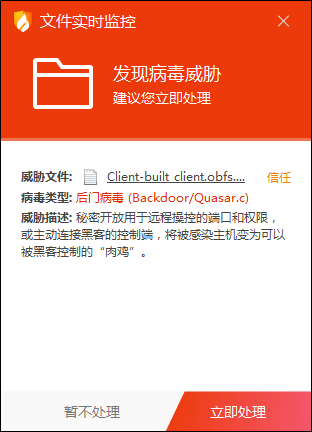 文件实时监控
发现病毒威胁
建议您立即处理
威胁文件: Client-built client.obfs.... 信任
病毒类型: 后门病毒 (Backdoor/Quasar.c)
威胁描述: 秘密开放用于远程操控的端口和权限，
或主动连接黑客的控制端，将被感染主机变为可以
被黑客控制的“肉鸡”。
暂不处理 立即处理